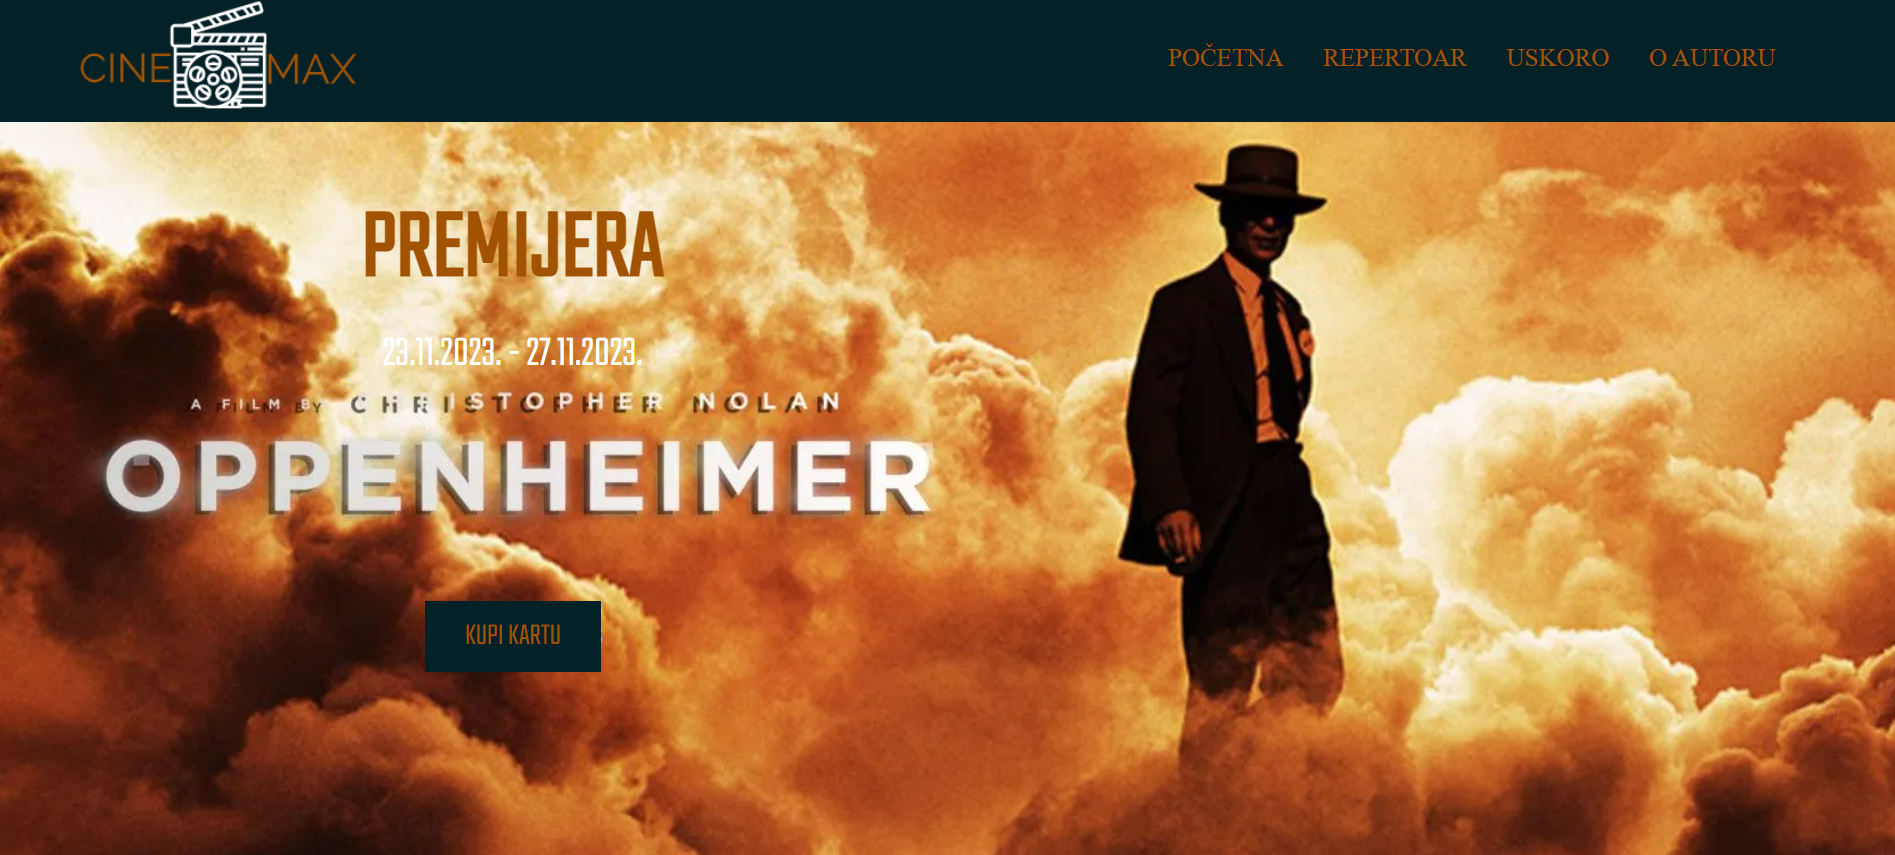 CINEMAX
POČETNA REPERTOAR USKORO O AUTORU
PREMIJERA
23.11.2023. - 27.11.2023.
A FILM BY CHRISTOPHER NOLAN
OPPENHEIMER
KUPI KARTU